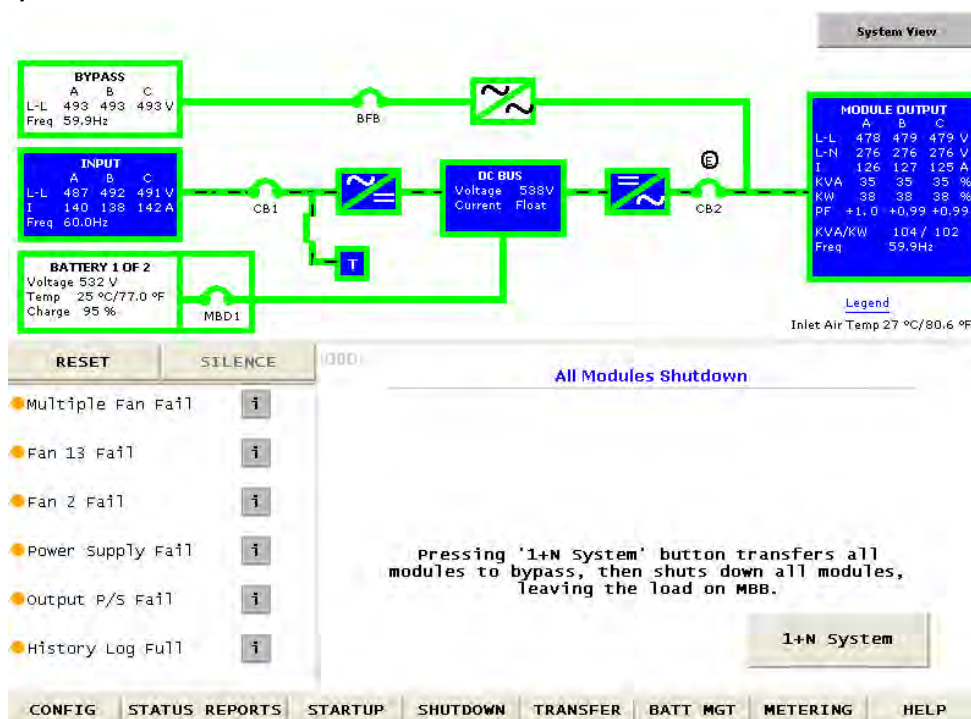 System View
BYPASS
A B C
L-L 493 493 493 V
Freq 59.9Hz
BFB
INPUT
A B C
L-L 487 492 491 V
I 140 138 142 A
Freq 60.0Hz
CB1
T
DC BUS
Voltage 538V
Current Float
E
CB2
MODULE OUTPUT
A B C
L-L 478 479 479 V
L-N 276 276 276 V
I 126 127 125 A
KVA 35 35 35 %
KW 38 38 38 %
PF +1.0 +0.99 +0.99
KVA/KW 104/ 102
Freq 59.9Hz
BATTERY 1 OF 2
Voltage 532 V
Temp 25 ºC/77.0 ºF
Charge 95 %
MBD1
Legend
Inlet Air Temp 27 ºC/80.6 ºF
RESET SILENCE
Multiple Fan Fail i
Fan 13 Fail i
Fan 2 Fail i
Power Supply Fail i
Output P/S Fail i
History Log Full i
All Modules Shutdown
Pressing '1+N System' button transfers all
modules to bypass, then shuts down all modules,
leaving the load on MBB.
1+N System
CONFIG STATUS REPORTS STARTUP SHUTDOWN TRANSFER BATT MGT METERING HELP